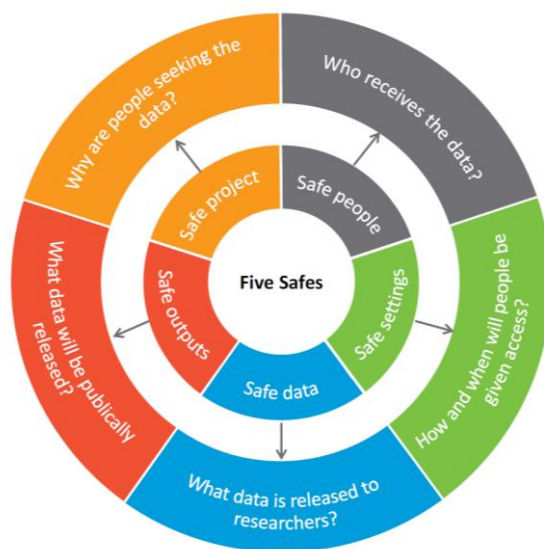 Five Safes
Safe project
Why are people seeking the
data?
Safe people
Who receives the data?
Safe settings
How and when will people be
given access?
Safe data
What data is released to
researchers?
Safe outputs
What data will be publically
released?